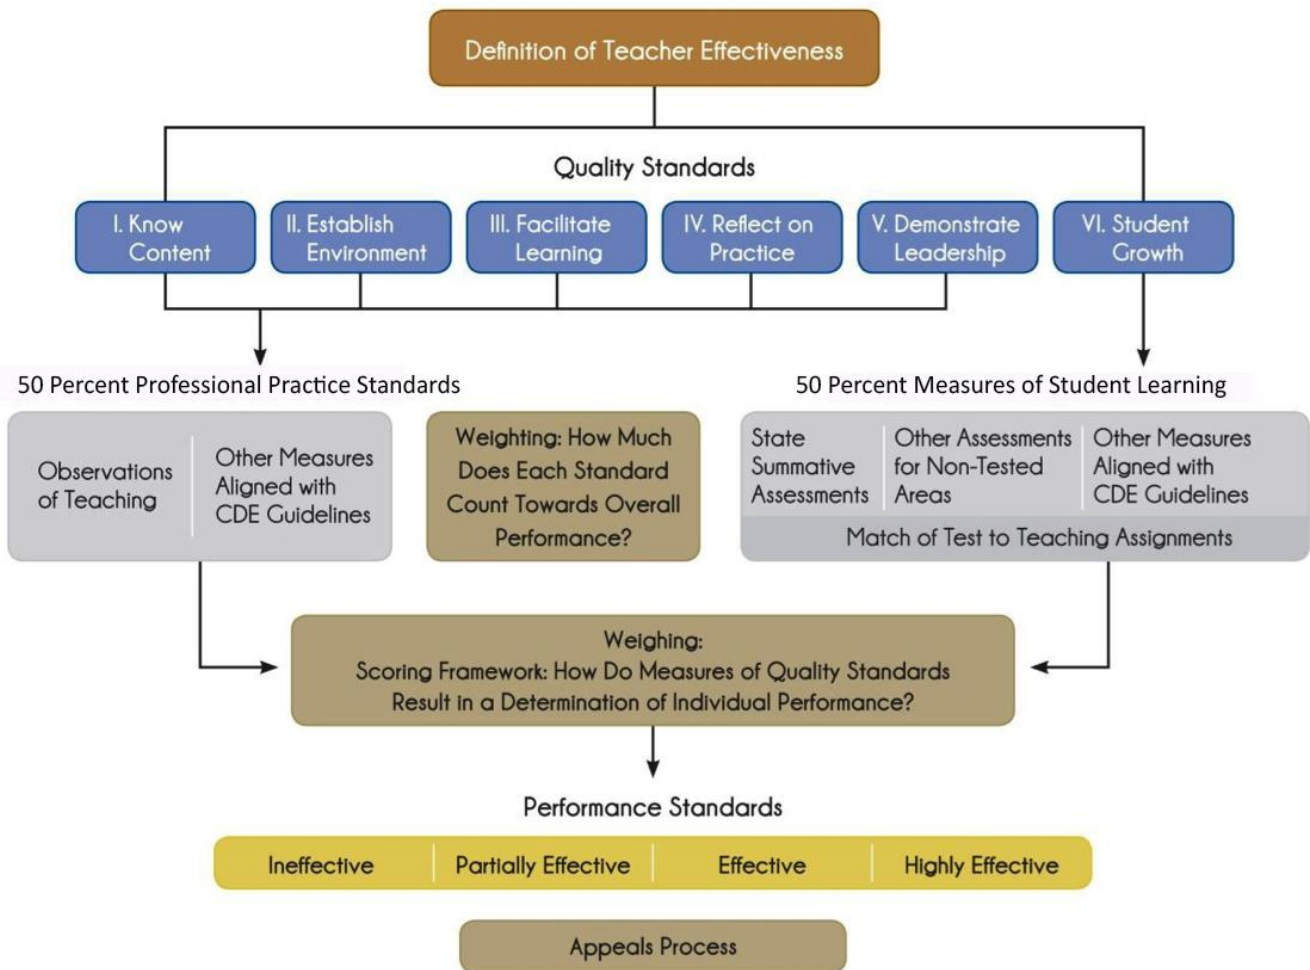 Definition of Teacher Effectiveness
Quality Standards
I. Know
Content
II. Establish
Environment
III. Facilitate
Learning
IV. Reflect on
Practice
V. Demonstrate
Leadership
VI. Student
Growth
50 Percent Professional Practice Standards
50 Percent Measures of Student Learning
Observations
of Teaching
Other Measures
Aligned with
CDE Guidelines
Weighting: How Much
Does Each Standard
Count Towards Overall
Performance?
State
Summative
Assessments
Other Assessments
for Non-Tested
Areas
Other Measures
Aligned with
CDE Guidelines
Match of Test to Teaching Assignments
Weighing:
Scoring Framework: How Do Measures of Quality Standards
Result in a Determination of Individual Performance?
Performance Standards
Ineffective
Partially Effective
Effective
Highly Effective
Appeals Process